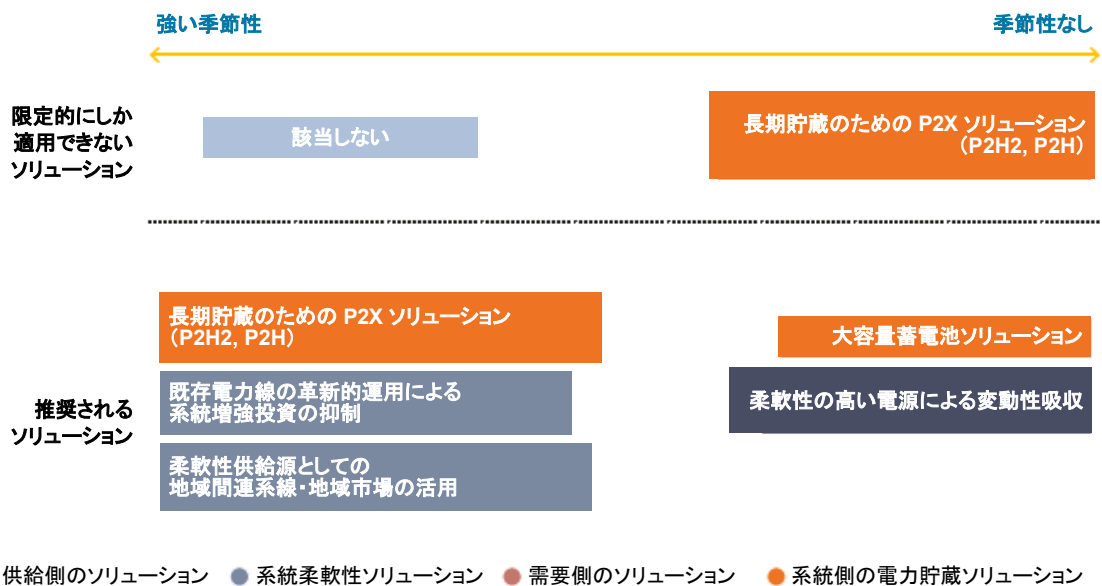 強い季節性
季節性なし
限定的にしか
適用できない
ソリューション
該当しない
長期貯蔵のための P2X ソリューション
(P2H2, P2H)
長期貯蔵のための P2X ソリューション
(P2H2, P2H)
大容量蓄電池ソリューション
推奨される
ソリューション
既存電力線の革新的運用による
系統増強投資の抑制
柔軟性の高い電源による変動性吸収
柔軟性供給源としての
地域間連系線・地域市場の活用
供給側のソリューション 系統柔軟性ソリューション 需要側のソリューション 系統側の電力貯蔵ソリューション